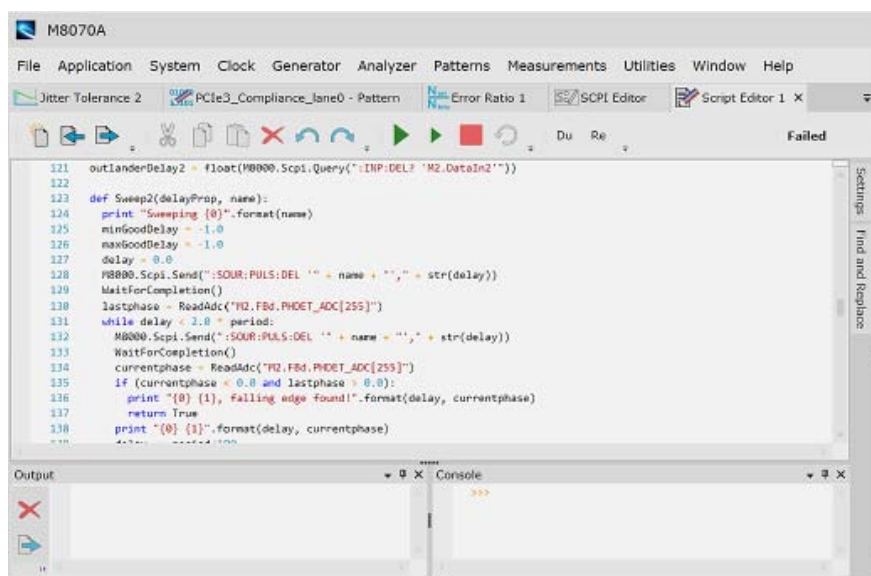 M8070A
File Application System Clock Generator Analyzer Patterns Measurements Utilities Window Help
Jitter Tolerance 2 PCIe3_Compliance_lane0 - Pattern Error Ratio 1 SCPI Editor Script Editor 1 X
Du Re Failed
121 outlanderDelay2 = float(M8000.Scpi.Query(":INP:DEL? 'M2.DataIn2'"))
122
123 def Sweep2(delayProp, name):
124 print "Sweeping {0}".format(name)
125 minGoodDelay = -1.0
126 maxGoodDelay = -1.0
127 delay = 0.0
128 M8000.Scpi.Send(":SOUR:PULS:DEL '" + name + "'," + str(delay))
129 WaitForCompletion()
130 lastphase = ReadAdc("M2.FBd.PHDET_ADC[255]")
131 while delay < 2.0 * period:
132 M8000.Scpi.Send(":SOUR:PULS:DEL '" + name + "'," + str(delay))
133 WaitForCompletion()
134 currentphase = ReadAdc("M2.FBd.PHDET_ADC[255]")
135 if (currentphase < 0.0 and lastphase > 0.0):
136 print "{0} {1}, falling edge found!".format(delay, currentphase)
137 return True
138 print "{0} {1}".format(delay, currentphase)
Settings
Find and Replace
Output
Console
>>>